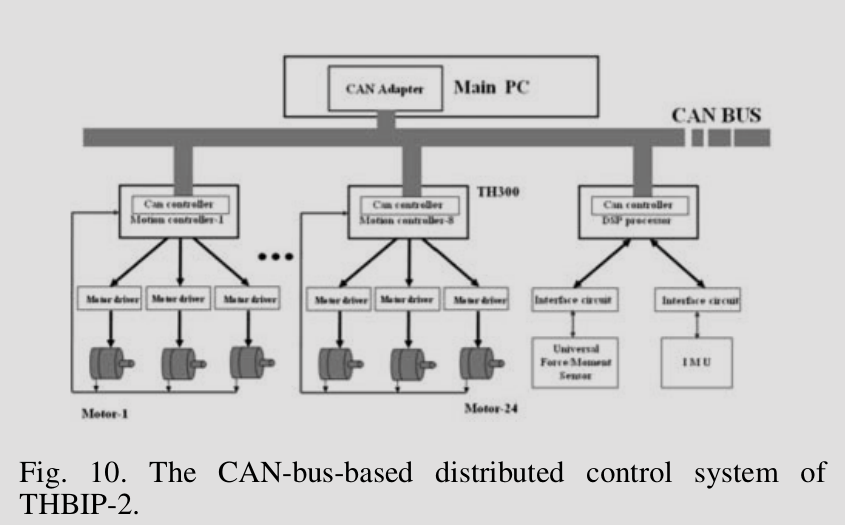 CAN Adapter
Main PC
CAN BUS
TH300
Can controller
Motion controller-1
Can controller
Motion controller-8
Can controller
DSP processor
Motor driver
Motor driver
Motor driver
Motor driver
Motor driver
Motor driver
Interface circuit
Interface circuit
Universal
Force/Moment
Sensor
IMU
Motor-1
Motor-24
Fig. 10. The CAN-bus-based distributed control system of
THBIP-2.